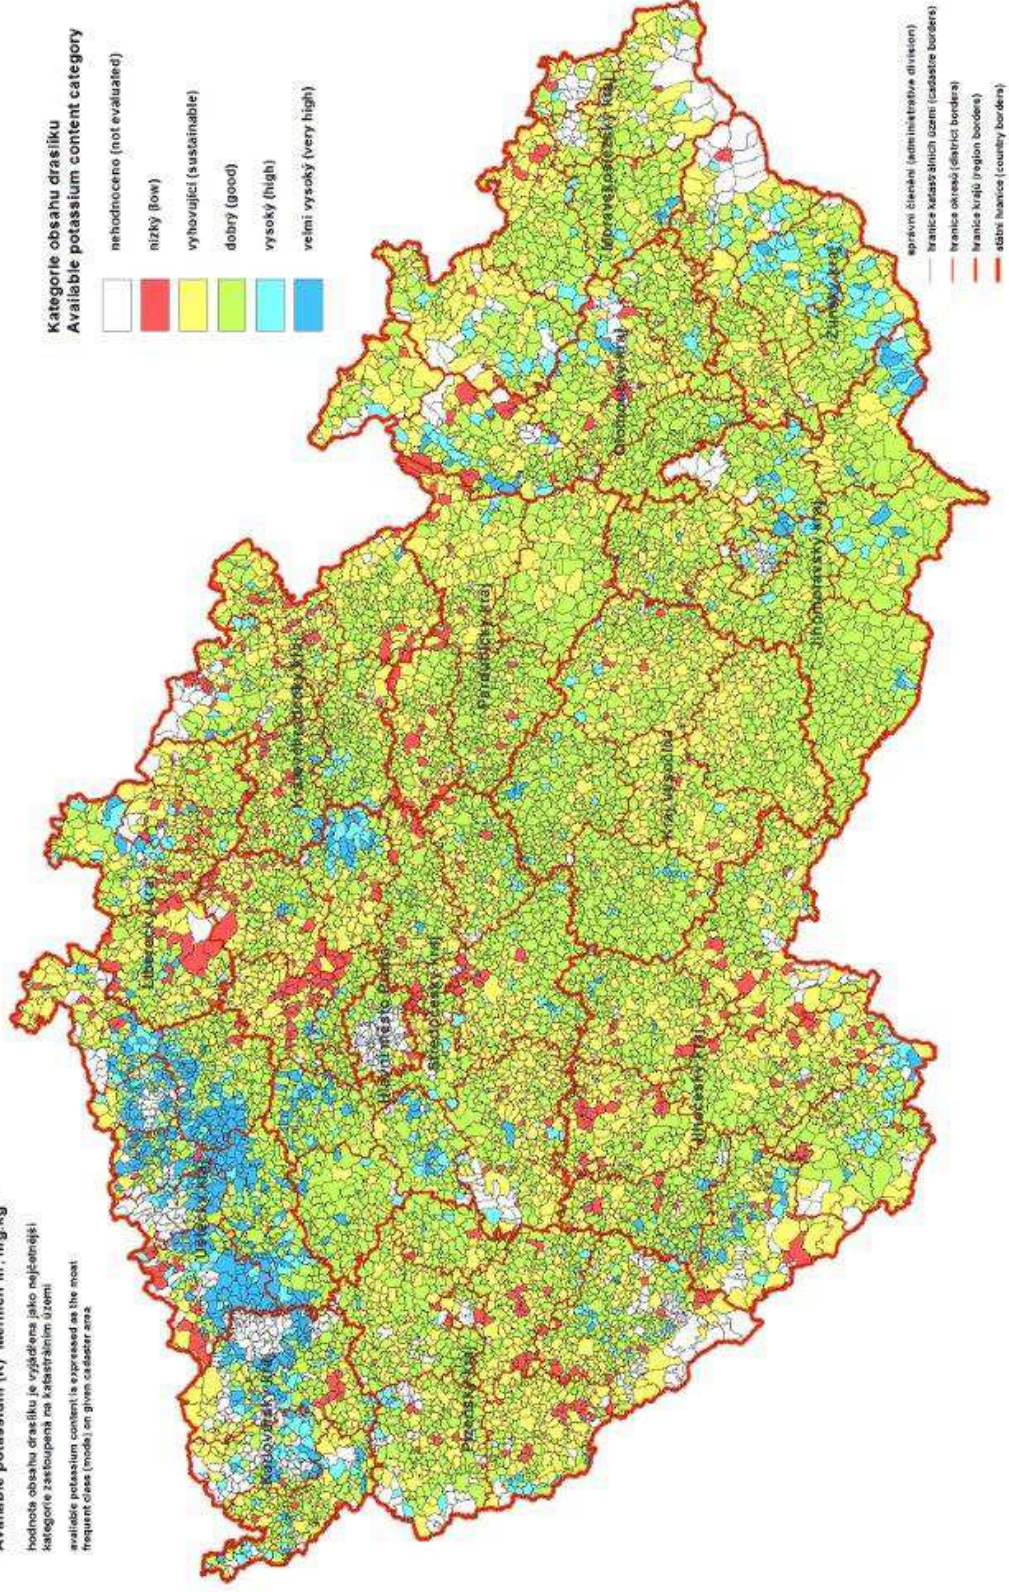 hodnota obsahu draslíku je vyjádřena jako nejčetnější
kategorie zastoupená na katastrálním území
available potassium content is expressed as the most
frequent class (moda) on given cadaster area
Kategorie obsahu draslíku
Available potassium content category
nehodnoceno (not evaluated)
nízký (low)
vyhovující (sustainable)
dobrý (good)
vysoký (high)
velmi vysoký (very high)
Liberecký kraj
Ústecký kraj
Karlovarský kraj
Hlavní město Praha
Středočeský kraj
Plzeňský kraj
Jihočeský kraj
Pardubický kraj
Kraj Vysočina
Jihomoravský kraj
Olomoucký kraj
Moravskoslezský kraj
Zlínský kraj
správní členění (administrative division)
hranice katastrálních území (cadastre borders)
hranice okresů (district borders)
hranice krajů (region borders)
státní hranice (country borders)